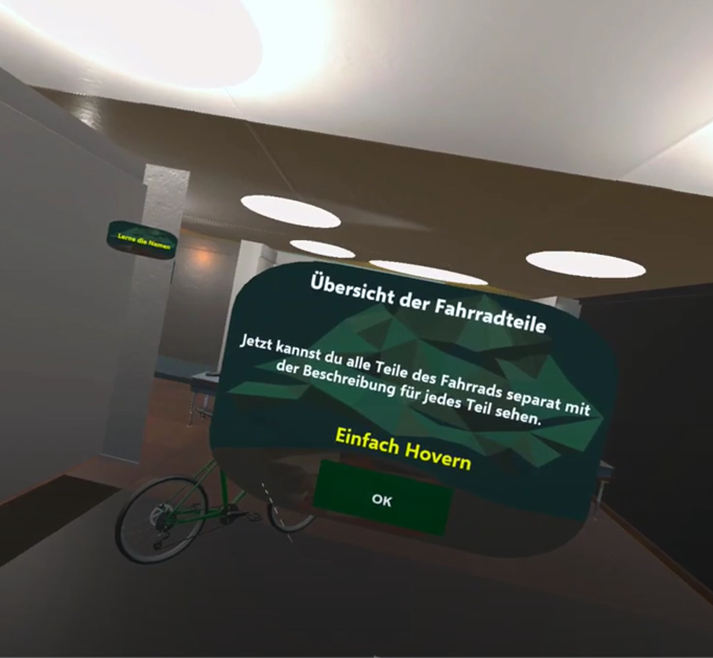 Lerne die Namen
Übersicht der Fahrradteile
Jetzt kannst du alle Teile des Fahrrads separat mit
der Beschreibung für jedes Teil sehen.
Einfach Hovern
OK